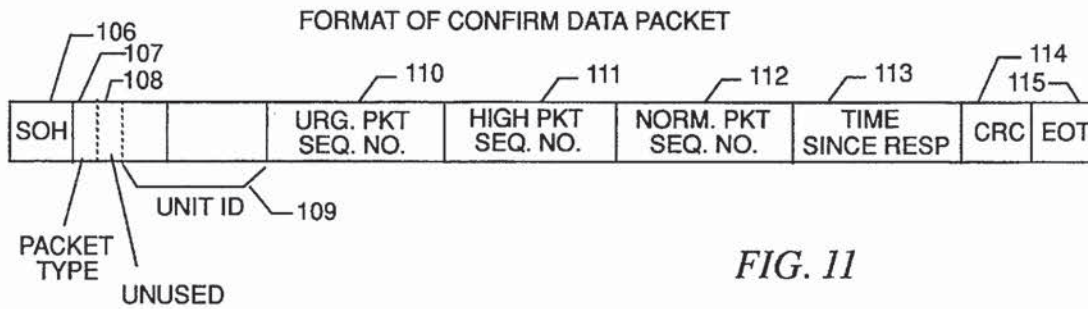 FORMAT OF CONFIRM DATA PACKET
106
107
108
110
111
112
113
114
115
SOH
URG. PKT
SEQ. NO.
HIGH PKT
SEQ. NO.
NORM. PKT
SEQ. NO.
TIME
SINCE RESP
CRC
EOT
UNIT ID
109
PACKET
TYPE
UNUSED
FIG. 11